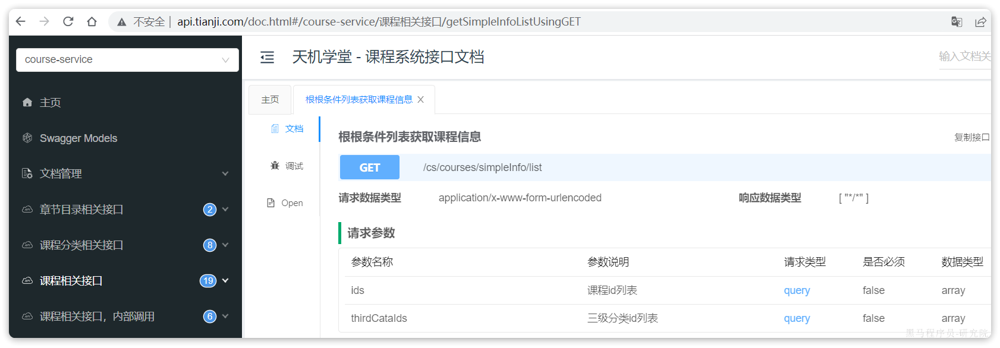 不安全 | api.tianji.com/doc.html#/course-service/课程相关接口/getSimpleInfoListUsingGET
course-service
主页
Swagger Models
文档管理
章节目录相关接口 2
课程分类相关接口 8
课程相关接口 19
课程相关接口，内部调用 6
天机学堂 - 课程系统接口文档
输入文档关
主页
根根条件列表获取课程信息
文档
调试
Open
根根条件列表获取课程信息
复制接口
GET /cs/courses/simpleInfo/list
请求数据类型 application/x-www-form-urlencoded 响应数据类型 [ "*/*" ]
请求参数
参数名称 参数说明 请求类型 是否必须 数据类型
ids 课程id列表 query false array
thirdCataIds 三级分类id列表 query false array
黑马程序员-研究院